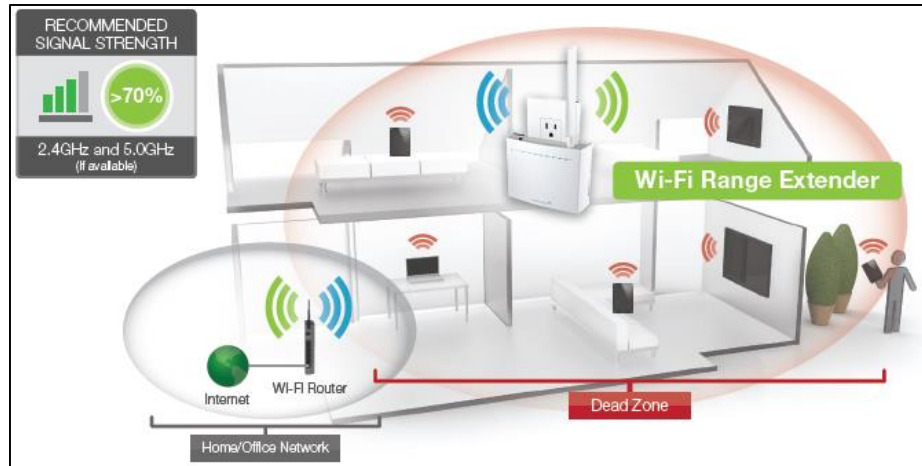 RECOMMENDED
SIGNAL STRENGTH
>70%
2.4GHz and 5.0GHz
(If available)
Wi-Fi Range Extender
Internet
Wi-Fi Router
Dead Zone
Home/Office Network